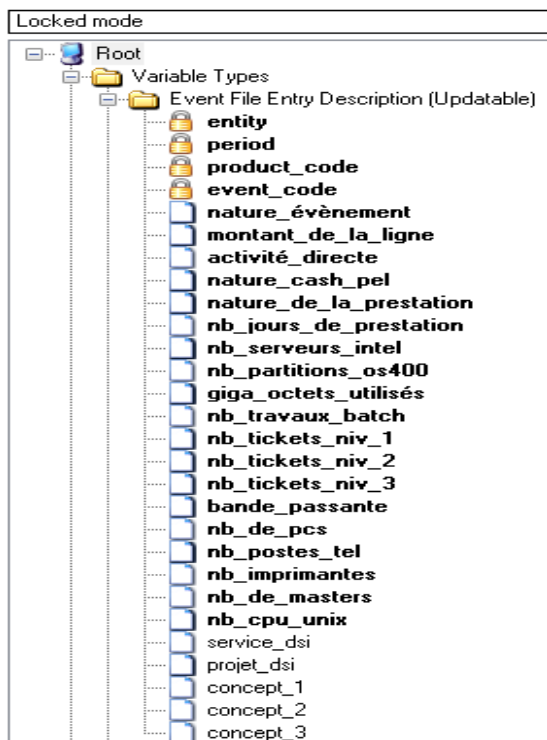 Locked mode
Root
Variable Types
Event File Entry Description (Updatable)
entity
period
product_code
event_code
nature_évènement
montant_de_la_ligne
activité_directe
nature_cash_pel
nature_de_la_prestation
nb_jours_de_prestation
nb_serveurs_intel
nb_partitions_os400
giga_octets_utilisés
nb_travaux_batch
nb_tickets_niv_1
nb_tickets_niv_2
nb_tickets_niv_3
bande_passante
nb_de_pcs
nb_postes_tel
nb_imprimantes
nb_de_masters
nb_cpu_unix
service_dsi
projet_dsi
concept_1
concept_2
concept_3